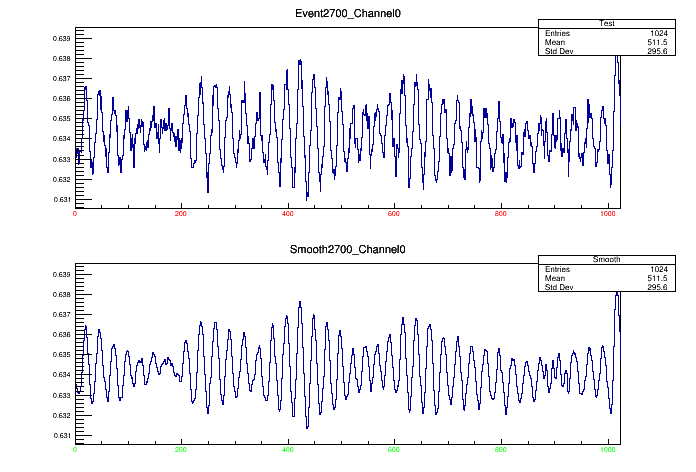 Event2700_Channel0
Test
Entries 1024
Mean 511.5
Std Dev 295.6
0.639
0.638
0.637
0.636
0.635
0.634
0.633
0.632
0.631
0 200 400 600 800 1000
Smooth2700_Channel0
Smooth
Entries 1024
Mean 511.5
Std Dev 295.6
0.639
0.638
0.637
0.636
0.635
0.634
0.633
0.632
0.631
0 200 400 600 800 1000